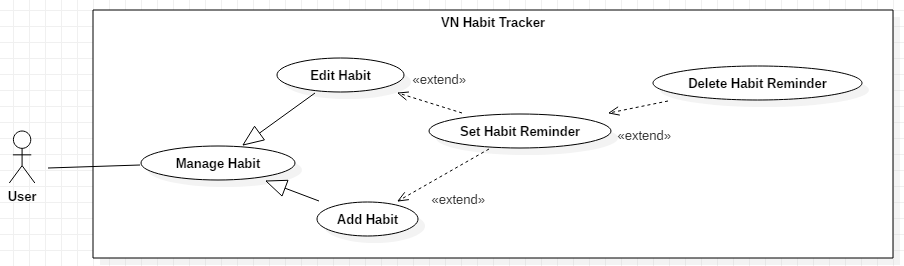 VN Habit Tracker
Edit Habit
«extend»
Delete Habit Reminder
Set Habit Reminder
«extend»
Manage Habit
User
«extend»
Add Habit